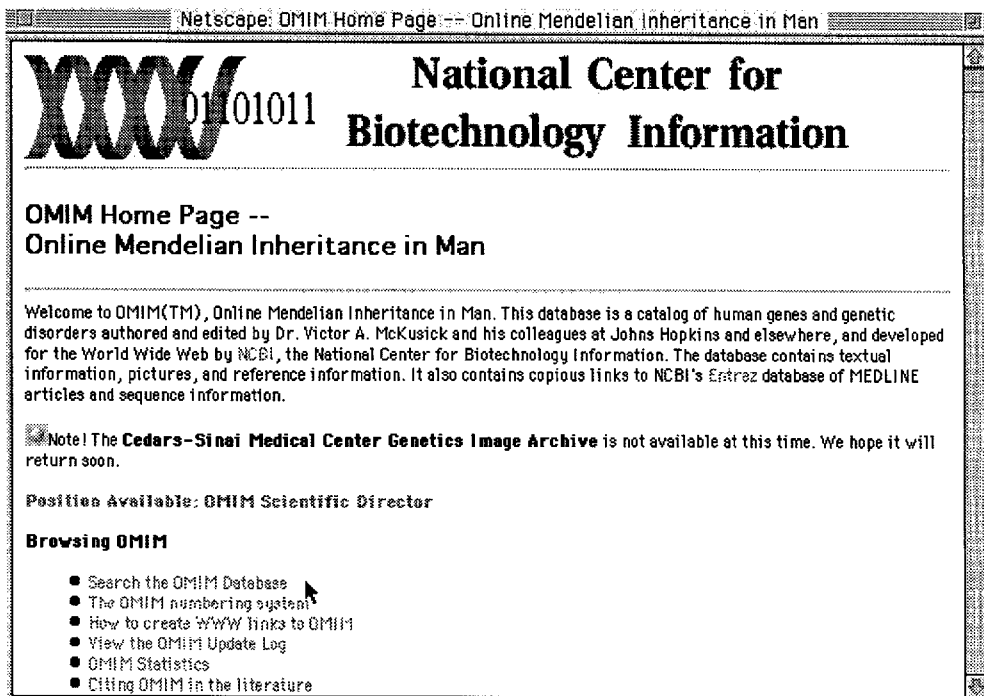 Netscape: OMIM Home Page -- Online Mendelian Inheritance in Man
01101011
National Center for
Biotechnology Information
OMIM Home Page --
Online Mendelian Inheritance in Man
Welcome to OMIM(TM), Online Mendelian Inheritance in Man. This database is a catalog of human genes and genetic
disorders authored and edited by Dr. Victor A. McKusick and his colleagues at Johns Hopkins and elsewhere, and developed
for the World Wide Web by NCBI, the National Center for Biotechnology Information. The database contains textual
information, pictures, and reference information. It also contains copious links to NCBI's Entrez database of MEDLINE
articles and sequence information.
Note! The Cedars-Sinai Medical Center Genetics Image Archive is not available at this time. We hope it will
return soon.
Position Available: OMIM Scientific Director
Browsing OMIM
Search the OMIM Database
The OMIM numbering system
How to create WWW links to OMIM
View the OMIM Update Log
OMIM Statistics
Citing OMIM in the literature